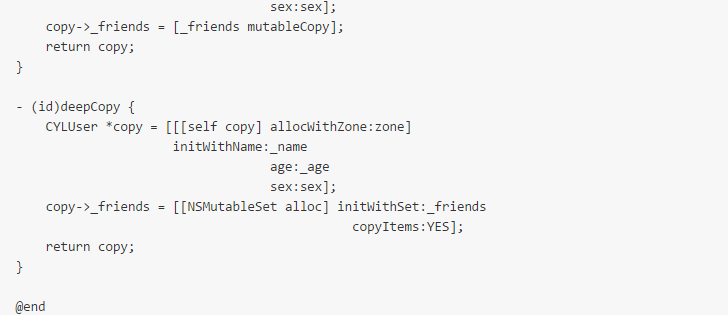 sex:sex];
copy->_friends = [_friends mutableCopy];
return copy;
}
- (id)deepCopy {
CYLUser *copy = [[[self copy] allocWithZone:zone]
initWithName:_name
age:_age
sex:sex];
copy->_friends = [[NSMutableSet alloc] initWithSet:_friends
copyItems:YES];
return copy;
}
@end